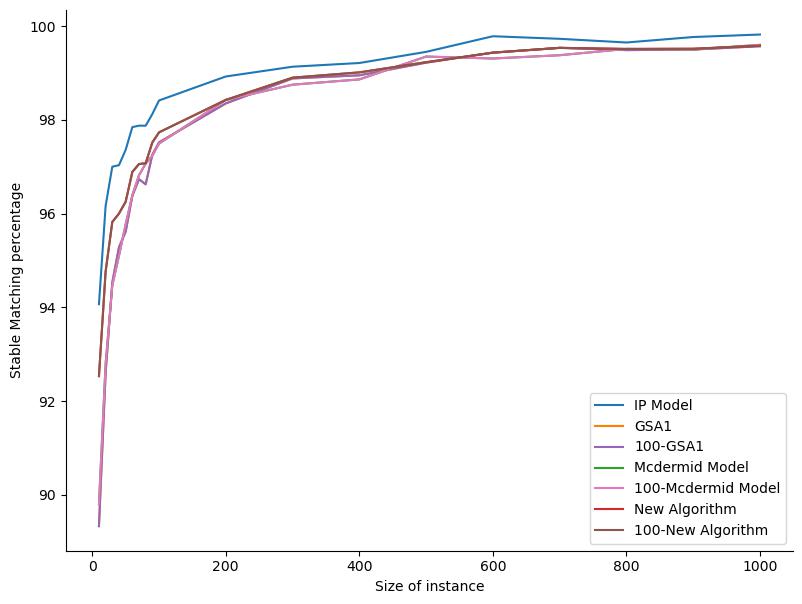 100
98
96
94
92
90
Stable Matching percentage
0
200
400
600
800
1000
Size of instance
IP Model
GSA1
100-GSA1
Mcdermid Model
100-Mcdermid Model
New Algorithm
100-New Algorithm